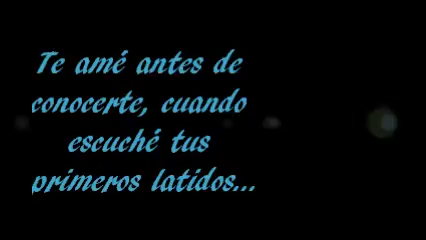 Te amé antes de
conocerte, cuando
escuché tus
primeros latidos...